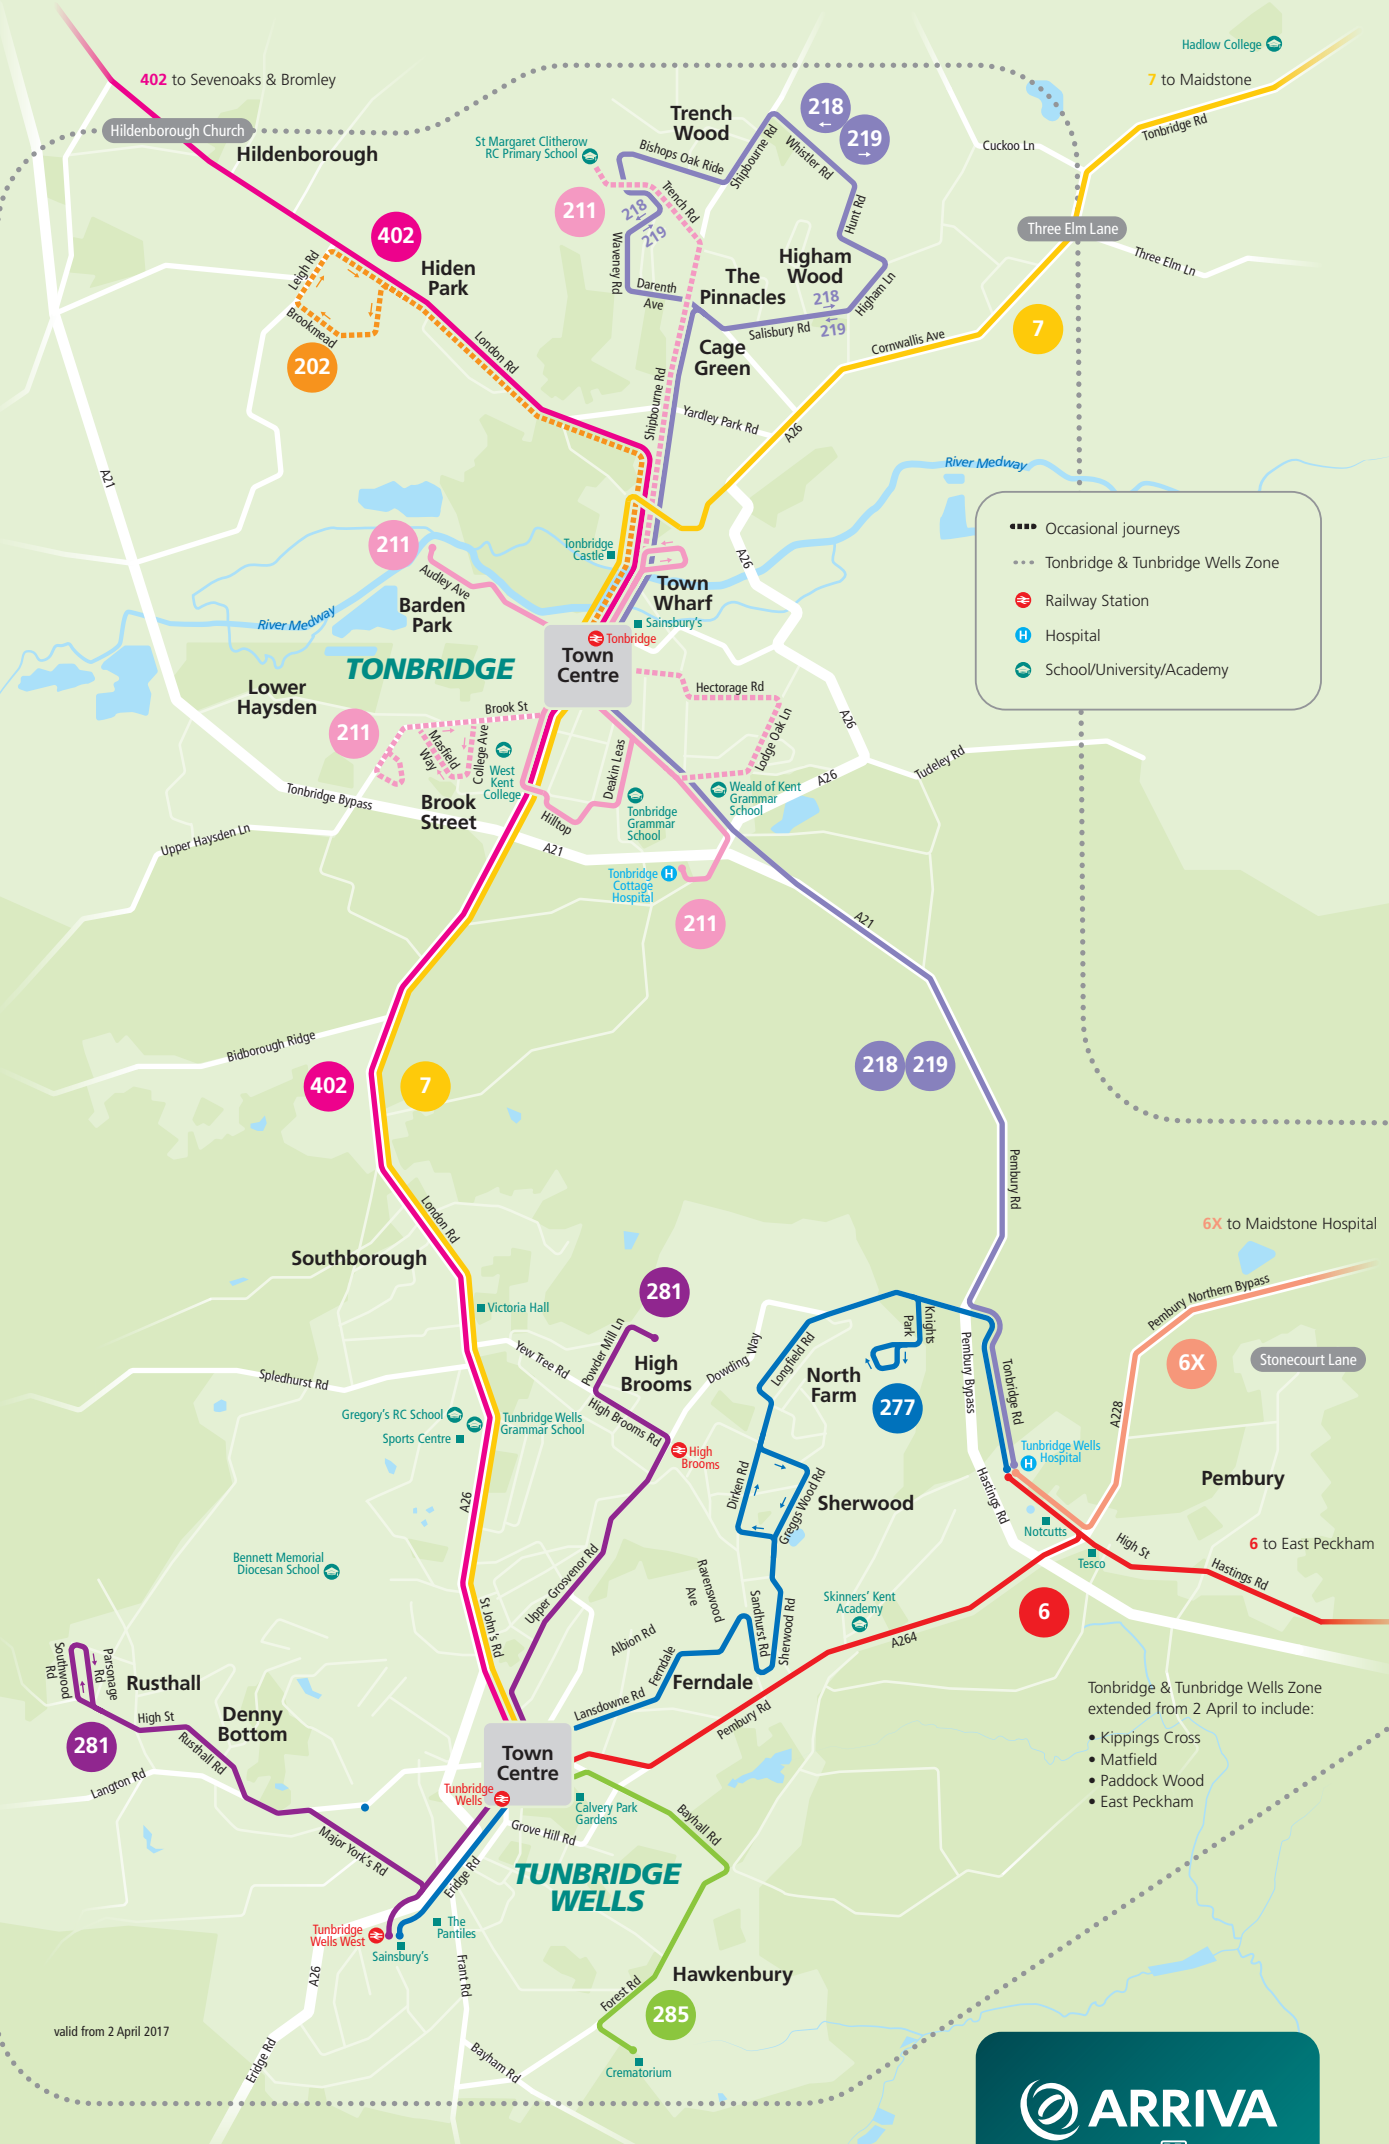 Hadlow College
402 to Sevenoaks & Bromley
7 to Maidstone
Tonbridge Rd
Hildenborough Church
Hildenborough
Trench
Wood
218
219
St Margaret Clitherow
RC Primary School
Bishops Oak Ride
Shipbourne Rd
Whistler Rd
Cuckoo Ln
Trench Rd
211
218
219
Hunt Rd
402
Three Elm Lane
Three Elm Ln
Leigh Rd
Hiden
Park
Waveney Rd
Darenth
Ave
The
Pinnacles
Higham
Wood
Higham Ln
218
219
Salisbury Rd
Brookmead
202
London Rd
Cage
Green
Cornwallis Ave
7
Shipbourne Rd
Yardley Park Rd
A26
A21
River Medway
Occasional journeys
Tonbridge & Tunbridge Wells Zone
Railway Station
H Hospital
School/University/Academy
211
Tonbridge
Castle
A26
Audley Ave
Barden
Park
Town
Wharf
River Medway
Sainsbury's
Tonbridge
Town
Centre
TONBRIDGE
Lower
Haysden
Hectorage Rd
A26
Brook St
211
Masfield
Way
College Ave
West
Kent
College
Deakin Leas
Lodge Oak Ln
A26
Tudeley Rd
Tonbridge Bypass
Brook
Street
Hilltop
Tonbridge
Grammar
School
Weald of Kent
Grammar
School
Upper Haysden Ln
A21
Tonbridge
Cottage
Hospital
H
211
A21
Bidborough Ridge
402
7
218
219
Pembury Rd
London Rd
6X to Maidstone Hospital
Southborough
Pembury Northern Bypass
281
Victoria Hall
Powder Mill Ln
High
Brooms
Yew Tree Rd
Dowding Way
Longfield Rd
Knights
Park
North
Farm
277
Pembury Bypass
Tonbridge Rd
6X
Stonecourt Lane
Spledhurst Rd
High Brooms Rd
Gregory's RC School
Tunbridge Wells
Grammar School
Sports Centre
High
Brooms
A228
Tunbridge Wells
Hospital
H
Pembury
A26
Dirken Rd
Greggs Wood Rd
Sherwood
Hastings Rd
Notcutts
Tesco
High St
6 to East Peckham
Hastings Rd
Bennett Memorial
Diocesan School
Upper Grosvenor Rd
Ravenswood
Ave
Sandhurst Rd
Sherwood Rd
Skinners' Kent
Academy
6
A264
St John's Rd
Albion Rd
Ferndale
Southwood
Rd
Parsonage
Rd
Rusthall
Ferndale
Lansdowne Rd
Pembury Rd
Tonbridge & Tunbridge Wells Zone
extended from 2 April to include:
• Kippings Cross
• Matfield
• Paddock Wood
• East Peckham
High St
Denny
Bottom
281
Rusthall Rd
Langton Rd
Town
Centre
Tunbridge
Wells
Calvery Park
Gardens
Grove Hill Rd
Bayhall Rd
Major York's Rd
Eridge Rd
TUNBRIDGE
WELLS
Tunbridge
Wells West
The
Pantiles
Sainsbury's
A26
Frant Rd
Hawkenbury
Forest Rd
285
valid from 2 April 2017
Eridge Rd
Bayham Rd
Crematorium
ARRIVA